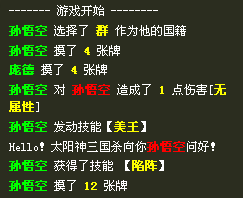 ------- 游戏开始 --------
孙悟空 选择了 群 作为他的国籍
孙悟空 摸了 4 张牌
庞德 摸了 4 张牌
孙悟空 对 孙悟空 造成了 1 点伤害[无
属性]
孙悟空 发动技能【美王】
Hello! 太阳神三国杀向你孙悟空问好!
孙悟空 获得了技能 【陷阵】
孙悟空 摸了 12 张牌